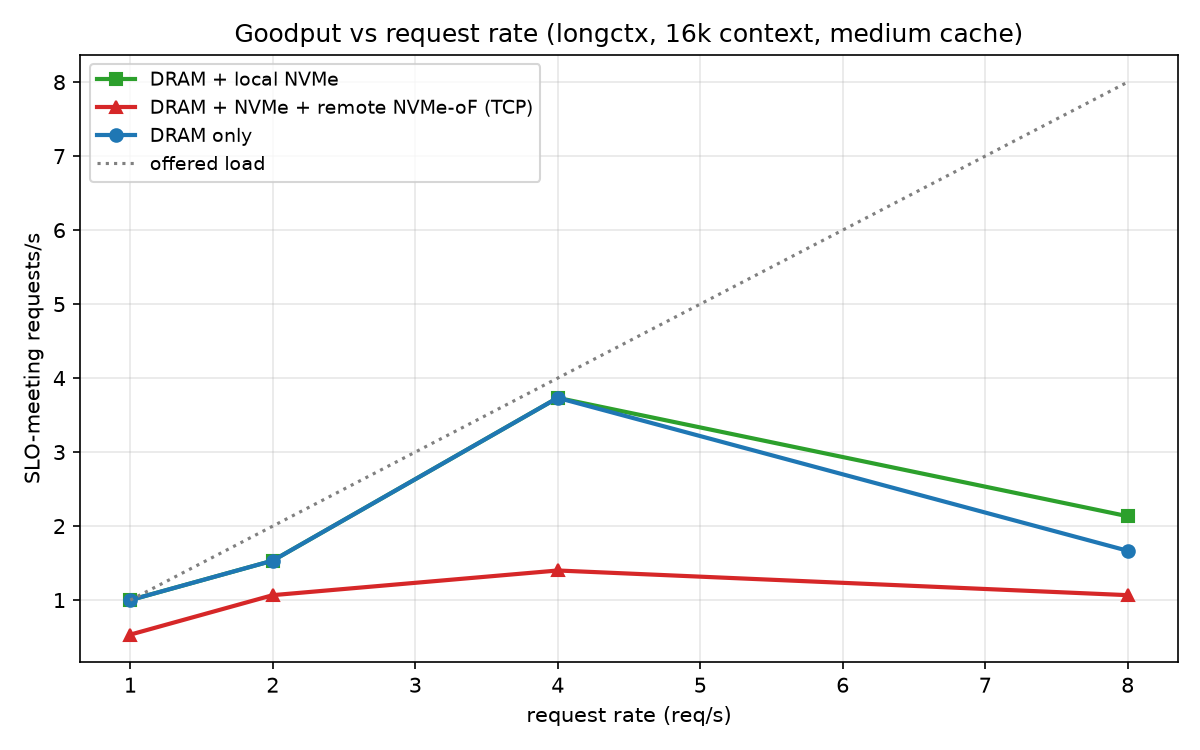 Goodput vs request rate (longctx, 16k context, medium cache)
DRAM + local NVMe
DRAM + NVMe + remote NVMe-oF (TCP)
DRAM only
offered load
SLO-meeting requests/s
8
7
6
5
4
3
2
1
1 2 3 4 5 6 7 8
request rate (req/s)